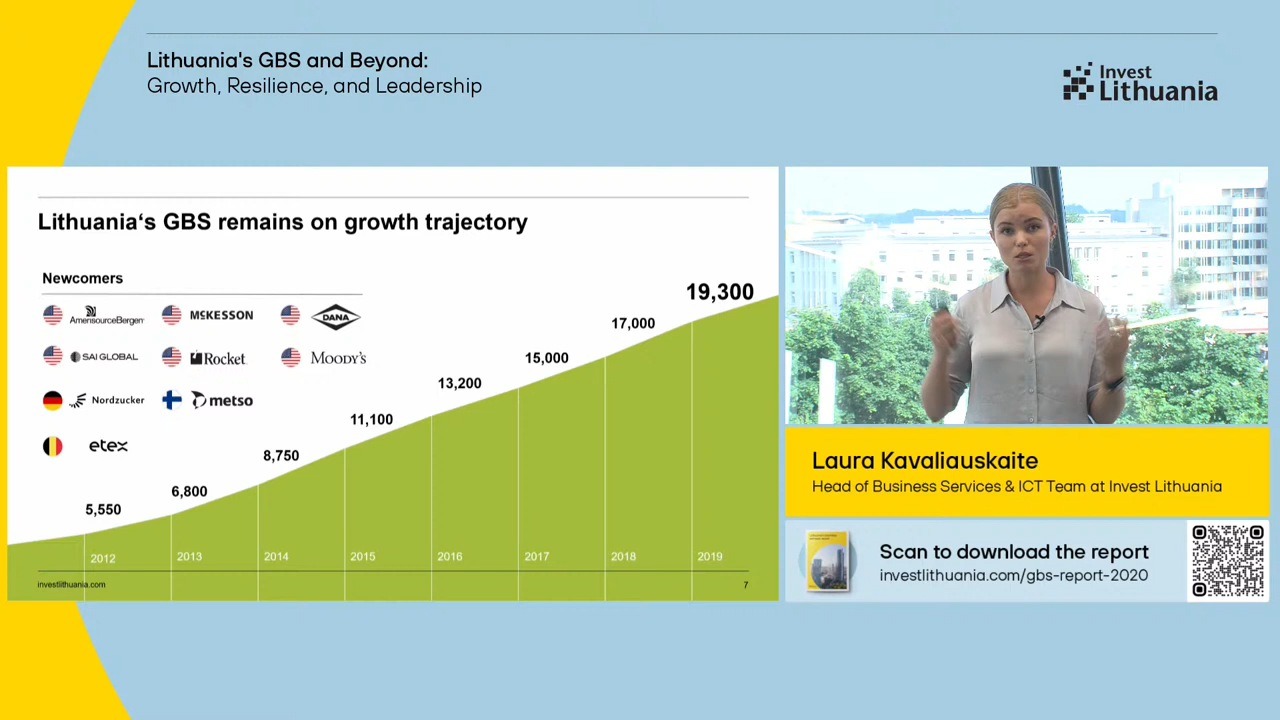 Lithuania's GBS and Beyond:
Growth, Resilience, and Leadership
Invest
Lithuania
Lithuania‘s GBS remains on growth trajectory
Newcomers
AmerisourceBergen
MCKESSON
DANA
SAI GLOBAL
Rocket
MOODY'S
Nordzucker
metso
etex
5,550
6,800
8,750
11,100
13,200
15,000
17,000
19,300
2012
2013
2014
2015
2016
2017
2018
2019
investlithuania.com
7
Laura Kavaliauskaite
Head of Business Services & ICT Team at Invest Lithuania
Scan to download the report
investlithuania.com/gbs-report-2020